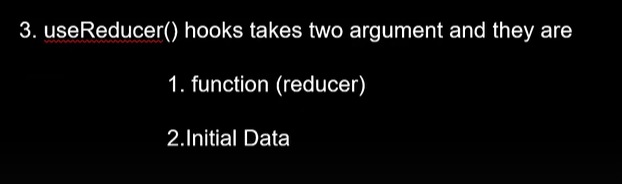 3. useReducer() hooks takes two argument and they are
1. function (reducer)
2.Initial Data